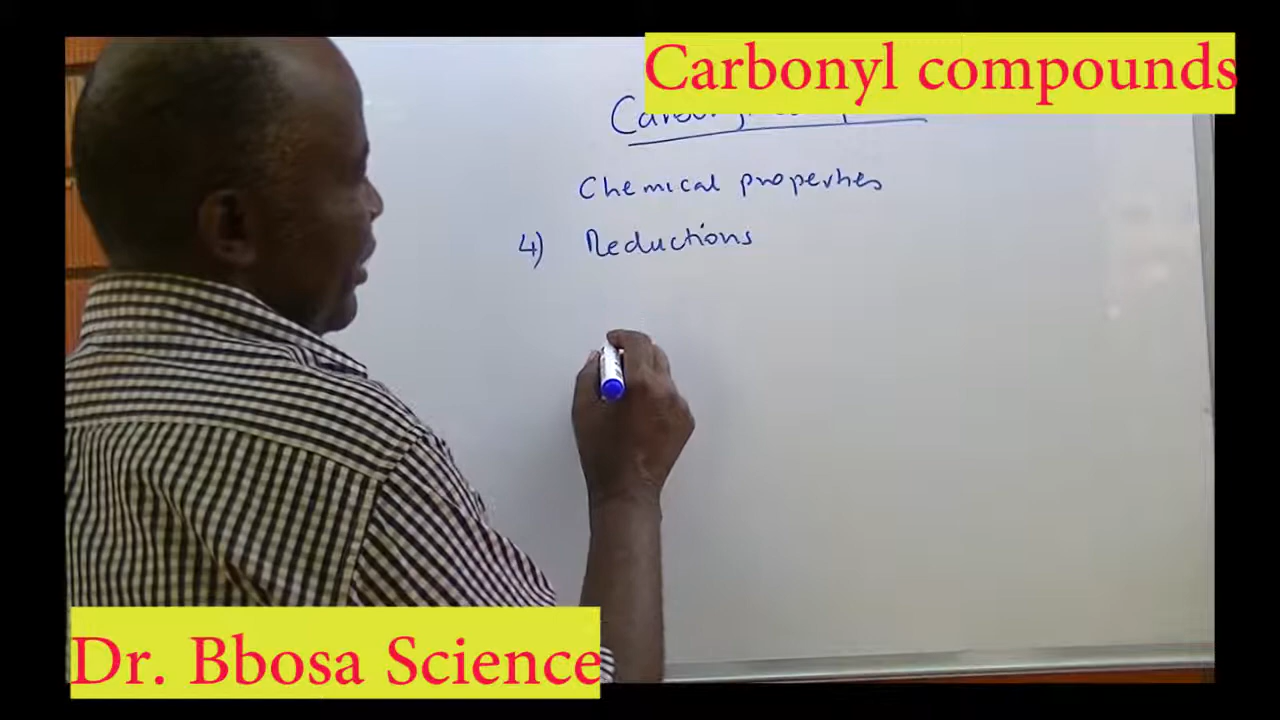 Carbonyl compounds
Chemical properties
4) Reductions
Dr. Bbosa Science